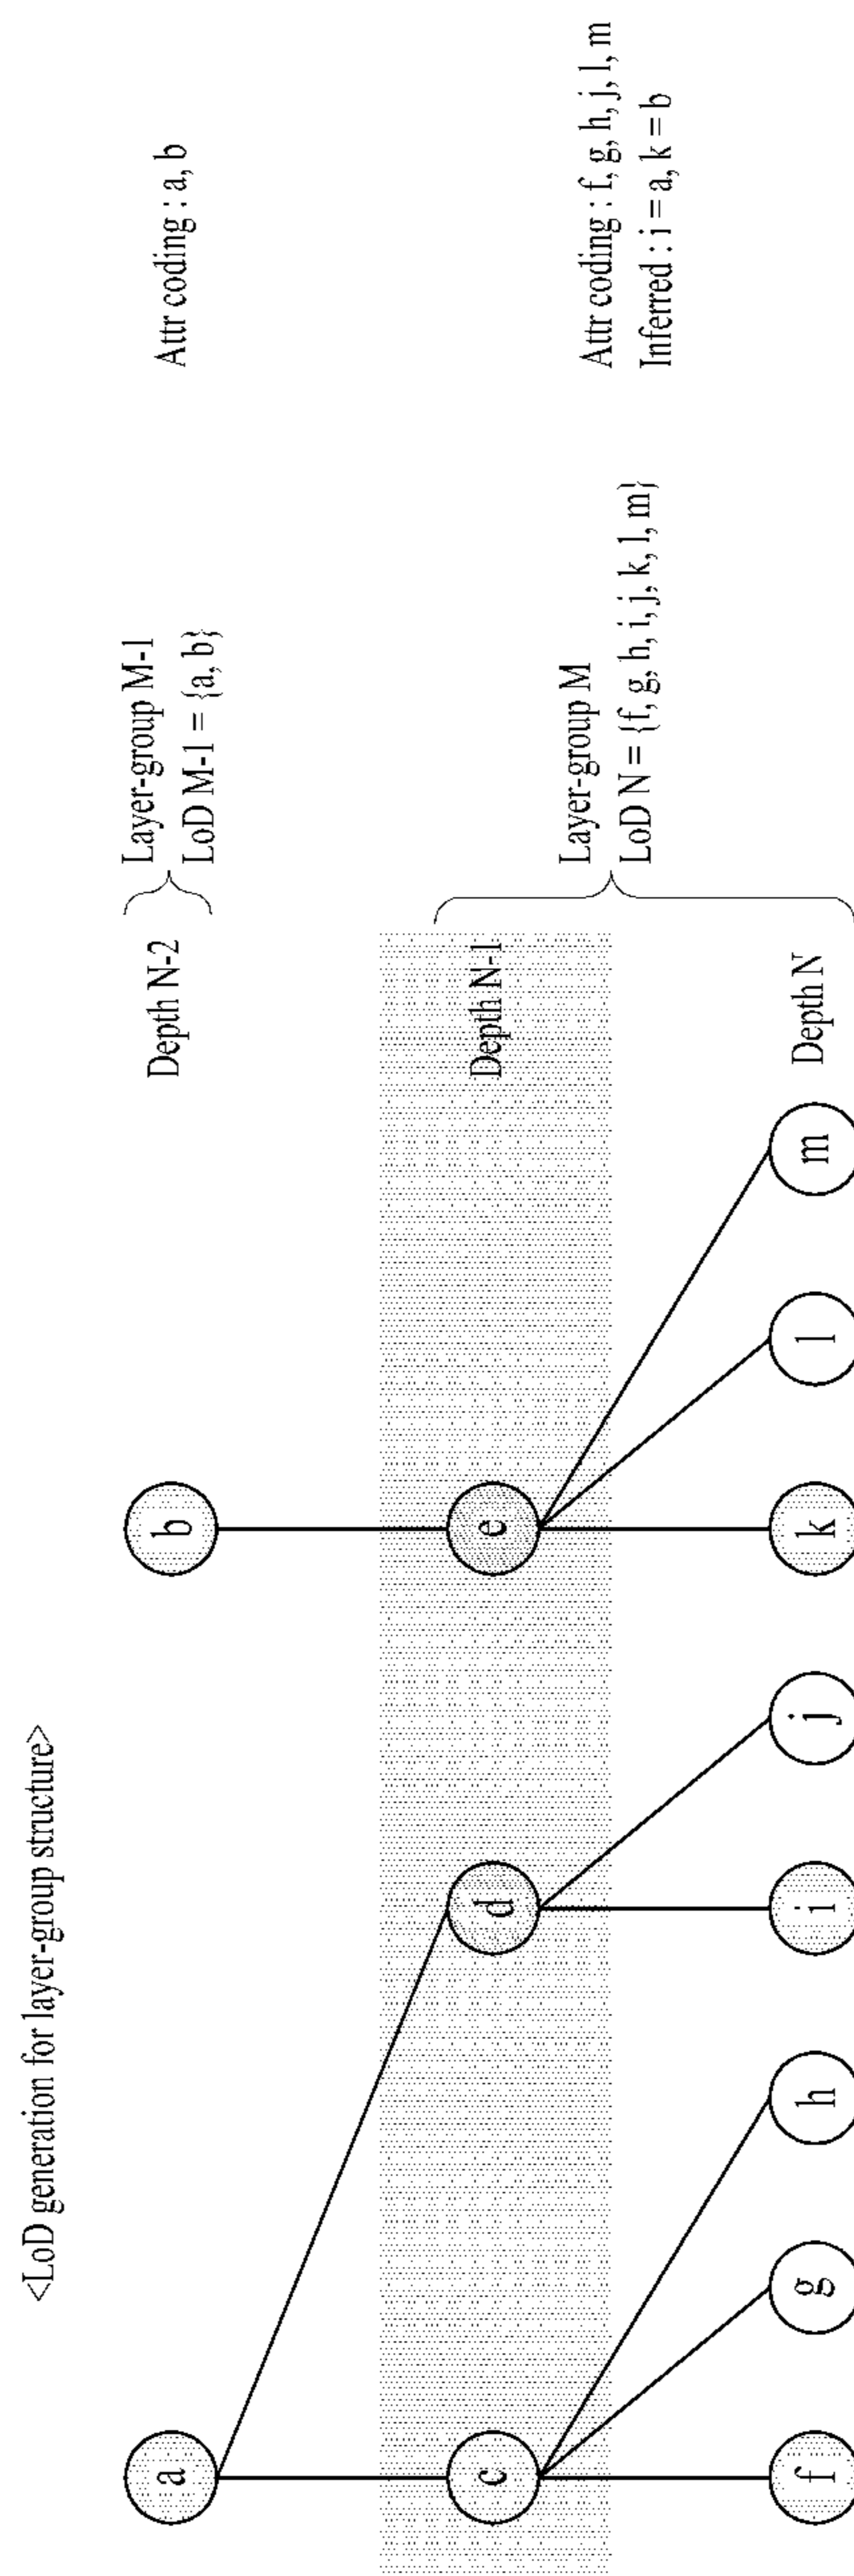 <LoD generation for layer-group structure>
a
b
Depth N-2
Layer-group M-1
LoD M-1 = {a, b}
Attr coding : a, b
c
d
e
Depth N-1
Layer-group M
LoD N = {f, g, h, i, j, k, l, m}
Attr coding : f, g, h, j, l, m
Inferred : i = a, k = b
f
g
h
i
j
k
l
m
Depth N